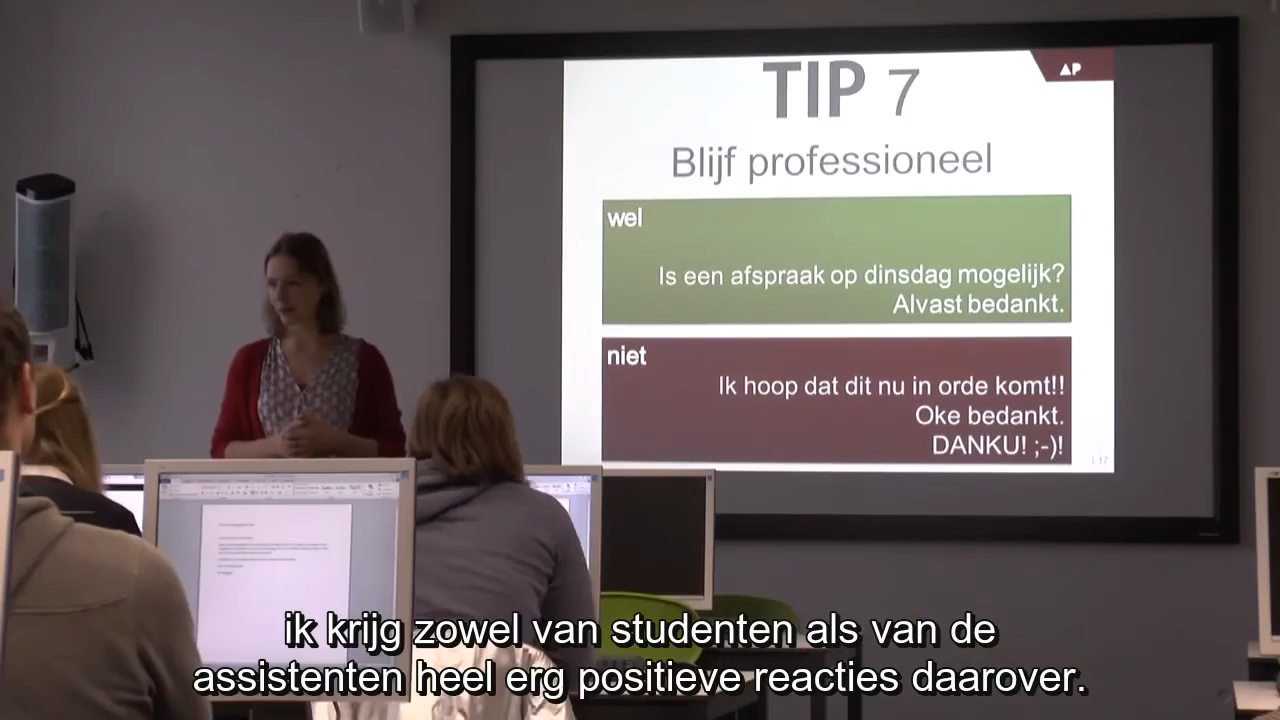 AP
TIP 7
Blijf professioneel
wel
Is een afspraak op dinsdag mogelijk?
Alvast bedankt.
niet
Ik hoop dat dit nu in orde komt!!
Oke bedankt.
DANKU! ;-)!
| 17
ik krijg zowel van studenten als van de
assistenten heel erg positieve reacties daarover.